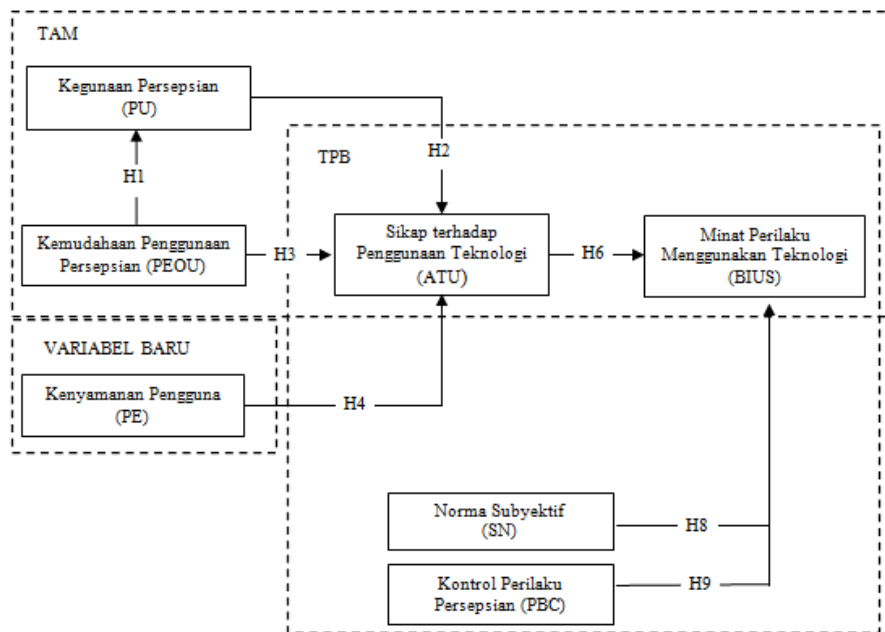 TAM
Kegunaan Persepsian
(PU)
H1
H2
TPB
Kemudahaan Penggunaan
Persepsian (PEOU)
H3
Sikap terhadap
Penggunaan Teknologi
(ATU)
H6
Minat Perilaku
Menggunakan Teknologi
(BIUS)
VARIABEL BARU
Kenyamanan Pengguna
(PE)
H4
Norma Subyektif
(SN)
H8
Kontrol Perilaku
Persepsian (PBC)
H9